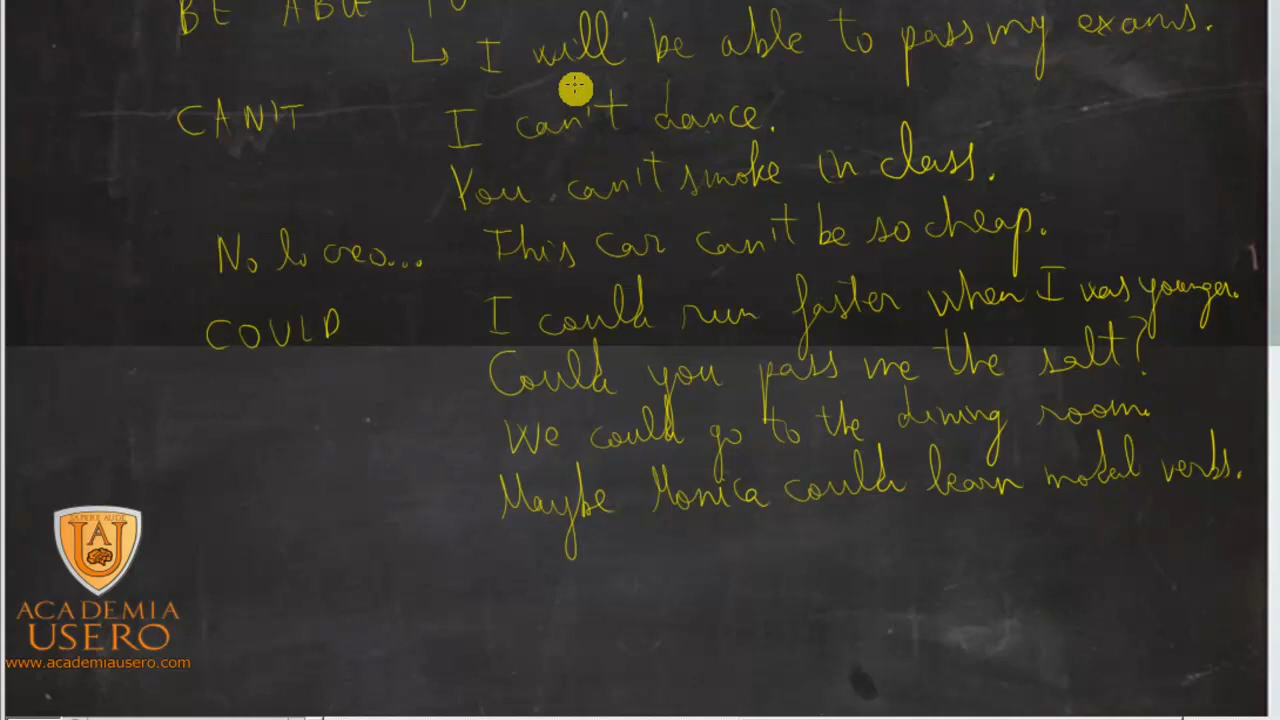 BE ABLE TO
↳ I will be able to pass my exams.
CAN'T I can't dance.
You can't smoke in class.
No lo creo... This car can't be so cheap.
COULD I could run faster when I was younger.
Could you pass me the salt?
We could go to the dining room.
Maybe Monica could learn modal verbs.
SAPERE AUDE
UA
ACADEMIA
USERO
www.academiausero.com